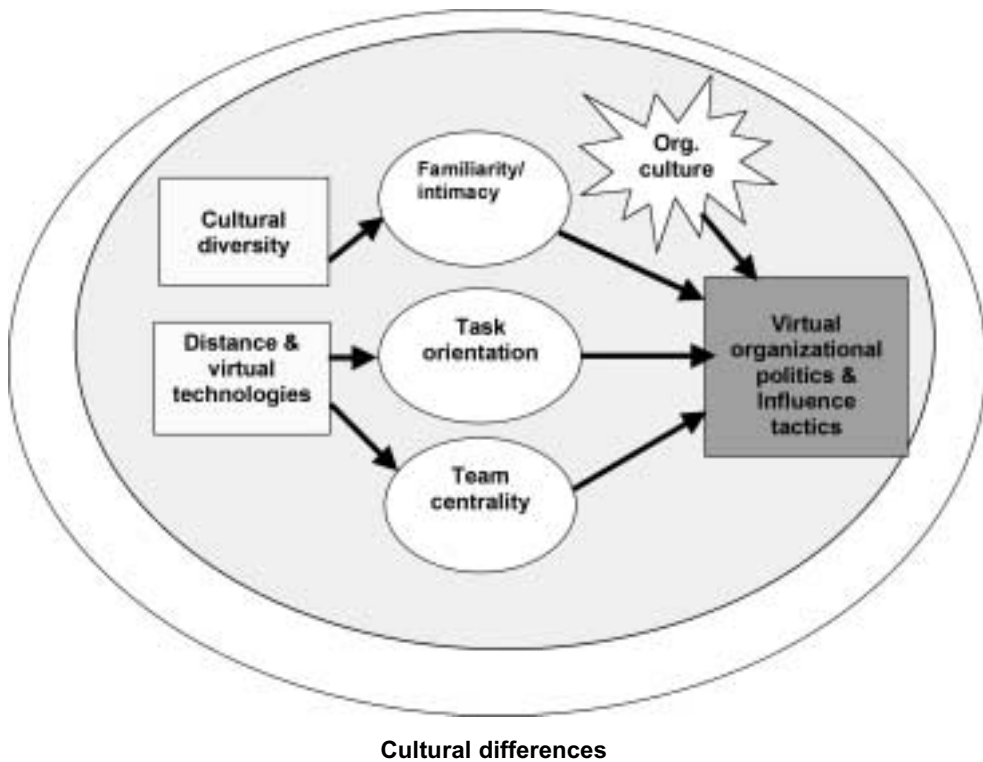 Org.
culture
Familiarity/
intimacy
Cultural
diversity
Distance &
virtual
technologies
Task
orientation
Team
centrality
Virtual
organizational
politics &
Influence
tactics
Cultural differences